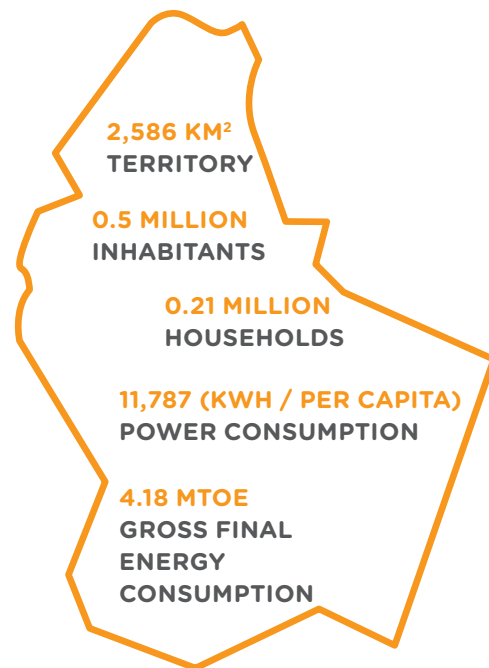 2,586 KM²
TERRITORY
0.5 MILLION
INHABITANTS
0.21 MILLION
HOUSEHOLDS
11,787 (KWH / PER CAPITA)
POWER CONSUMPTION
4.18 MTOE
GROSS FINAL
ENERGY
CONSUMPTION